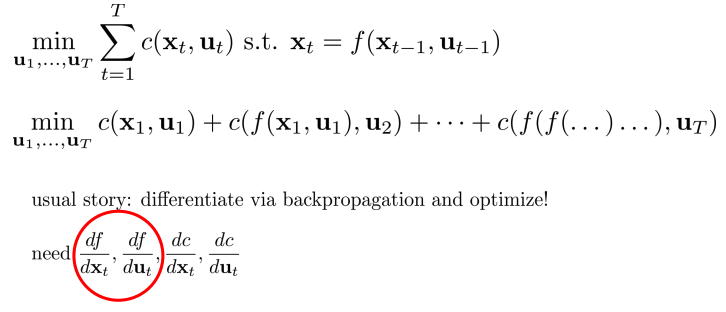 min_{u_1,...,u_T} \sum_{t=1}^{T} c(x_t, u_t) s.t. x_t = f(x_{t−1}, u_{t−1})
min_{u_1,...,u_T} c(x_1, u_1) + c(f(x_1, u_1), u_2) + ··· + c(f(f(...)...), u_T)
usual story: differentiate via backpropagation and optimize!
need df/dx_t, df/du_t, dc/dx_t, dc/du_t